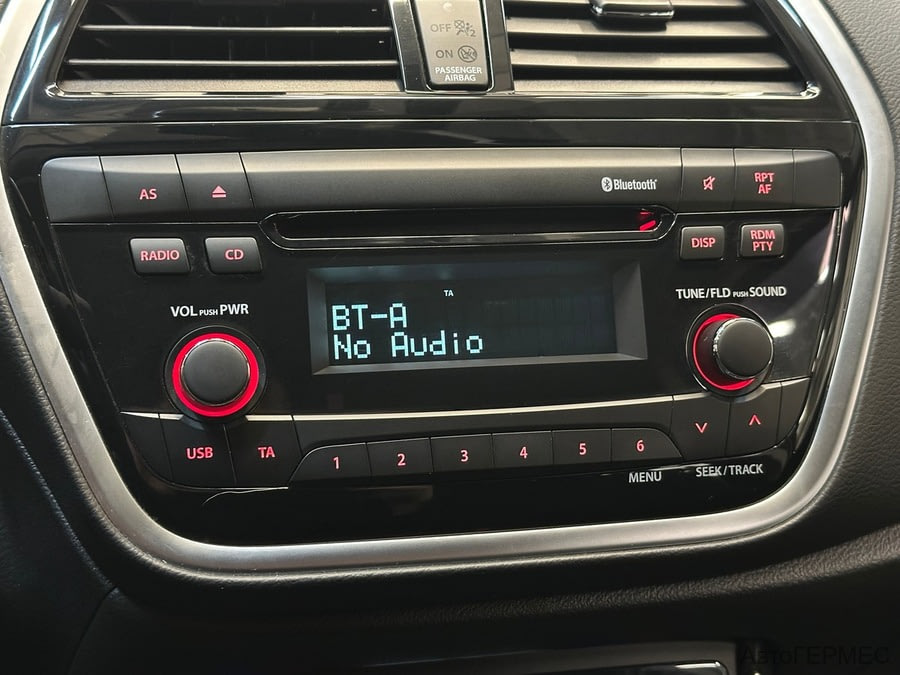 OFF 2
ON
PASSENGER
AIRBAG
AS
Bluetooth
RPT
AF
RADIO
CD
DISP
RDM
PTY
VOL PUSH PWR
TUNE/FLD PUSH SOUND
TA
BT-A
No Audio
USB
TA
1
2
3
4
5
6
MENU
SEEK/TRACK
АвтоГЕРМЕС